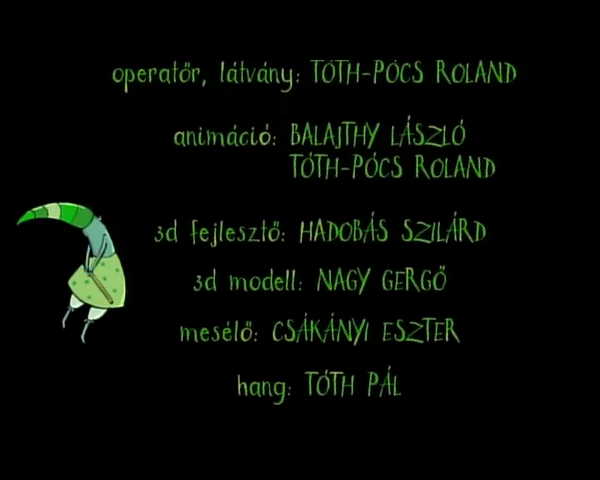 operatőr, látvány: TÓTH-PÓCS ROLAND
animáció: BALAJTHY LÁSZLÓ
TÓTH-PÓCS ROLAND
3d fejlesztő: HADOBÁS SZILÁRD
3d modell: NAGY GERGŐ
mesélő: CSÁKÁNYI ESZTER
hang: TÓTH PÁL